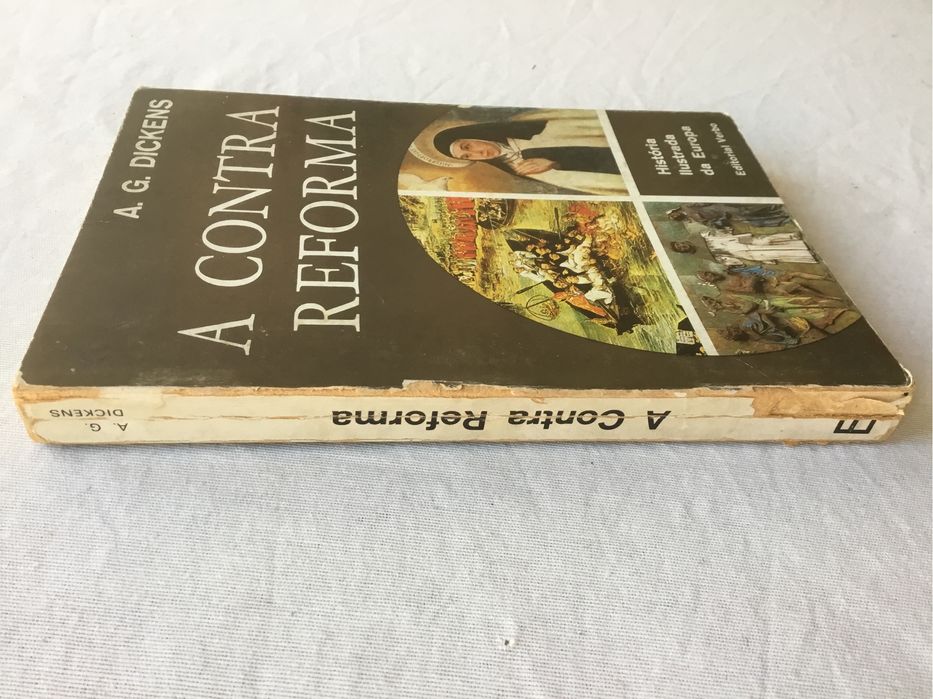 A. G. DICKENS
A CONTRA
REFORMA
História
Ilustrada
da Europa
Editorial Verbo
A. G.
DICKENS
A Contra Reforma